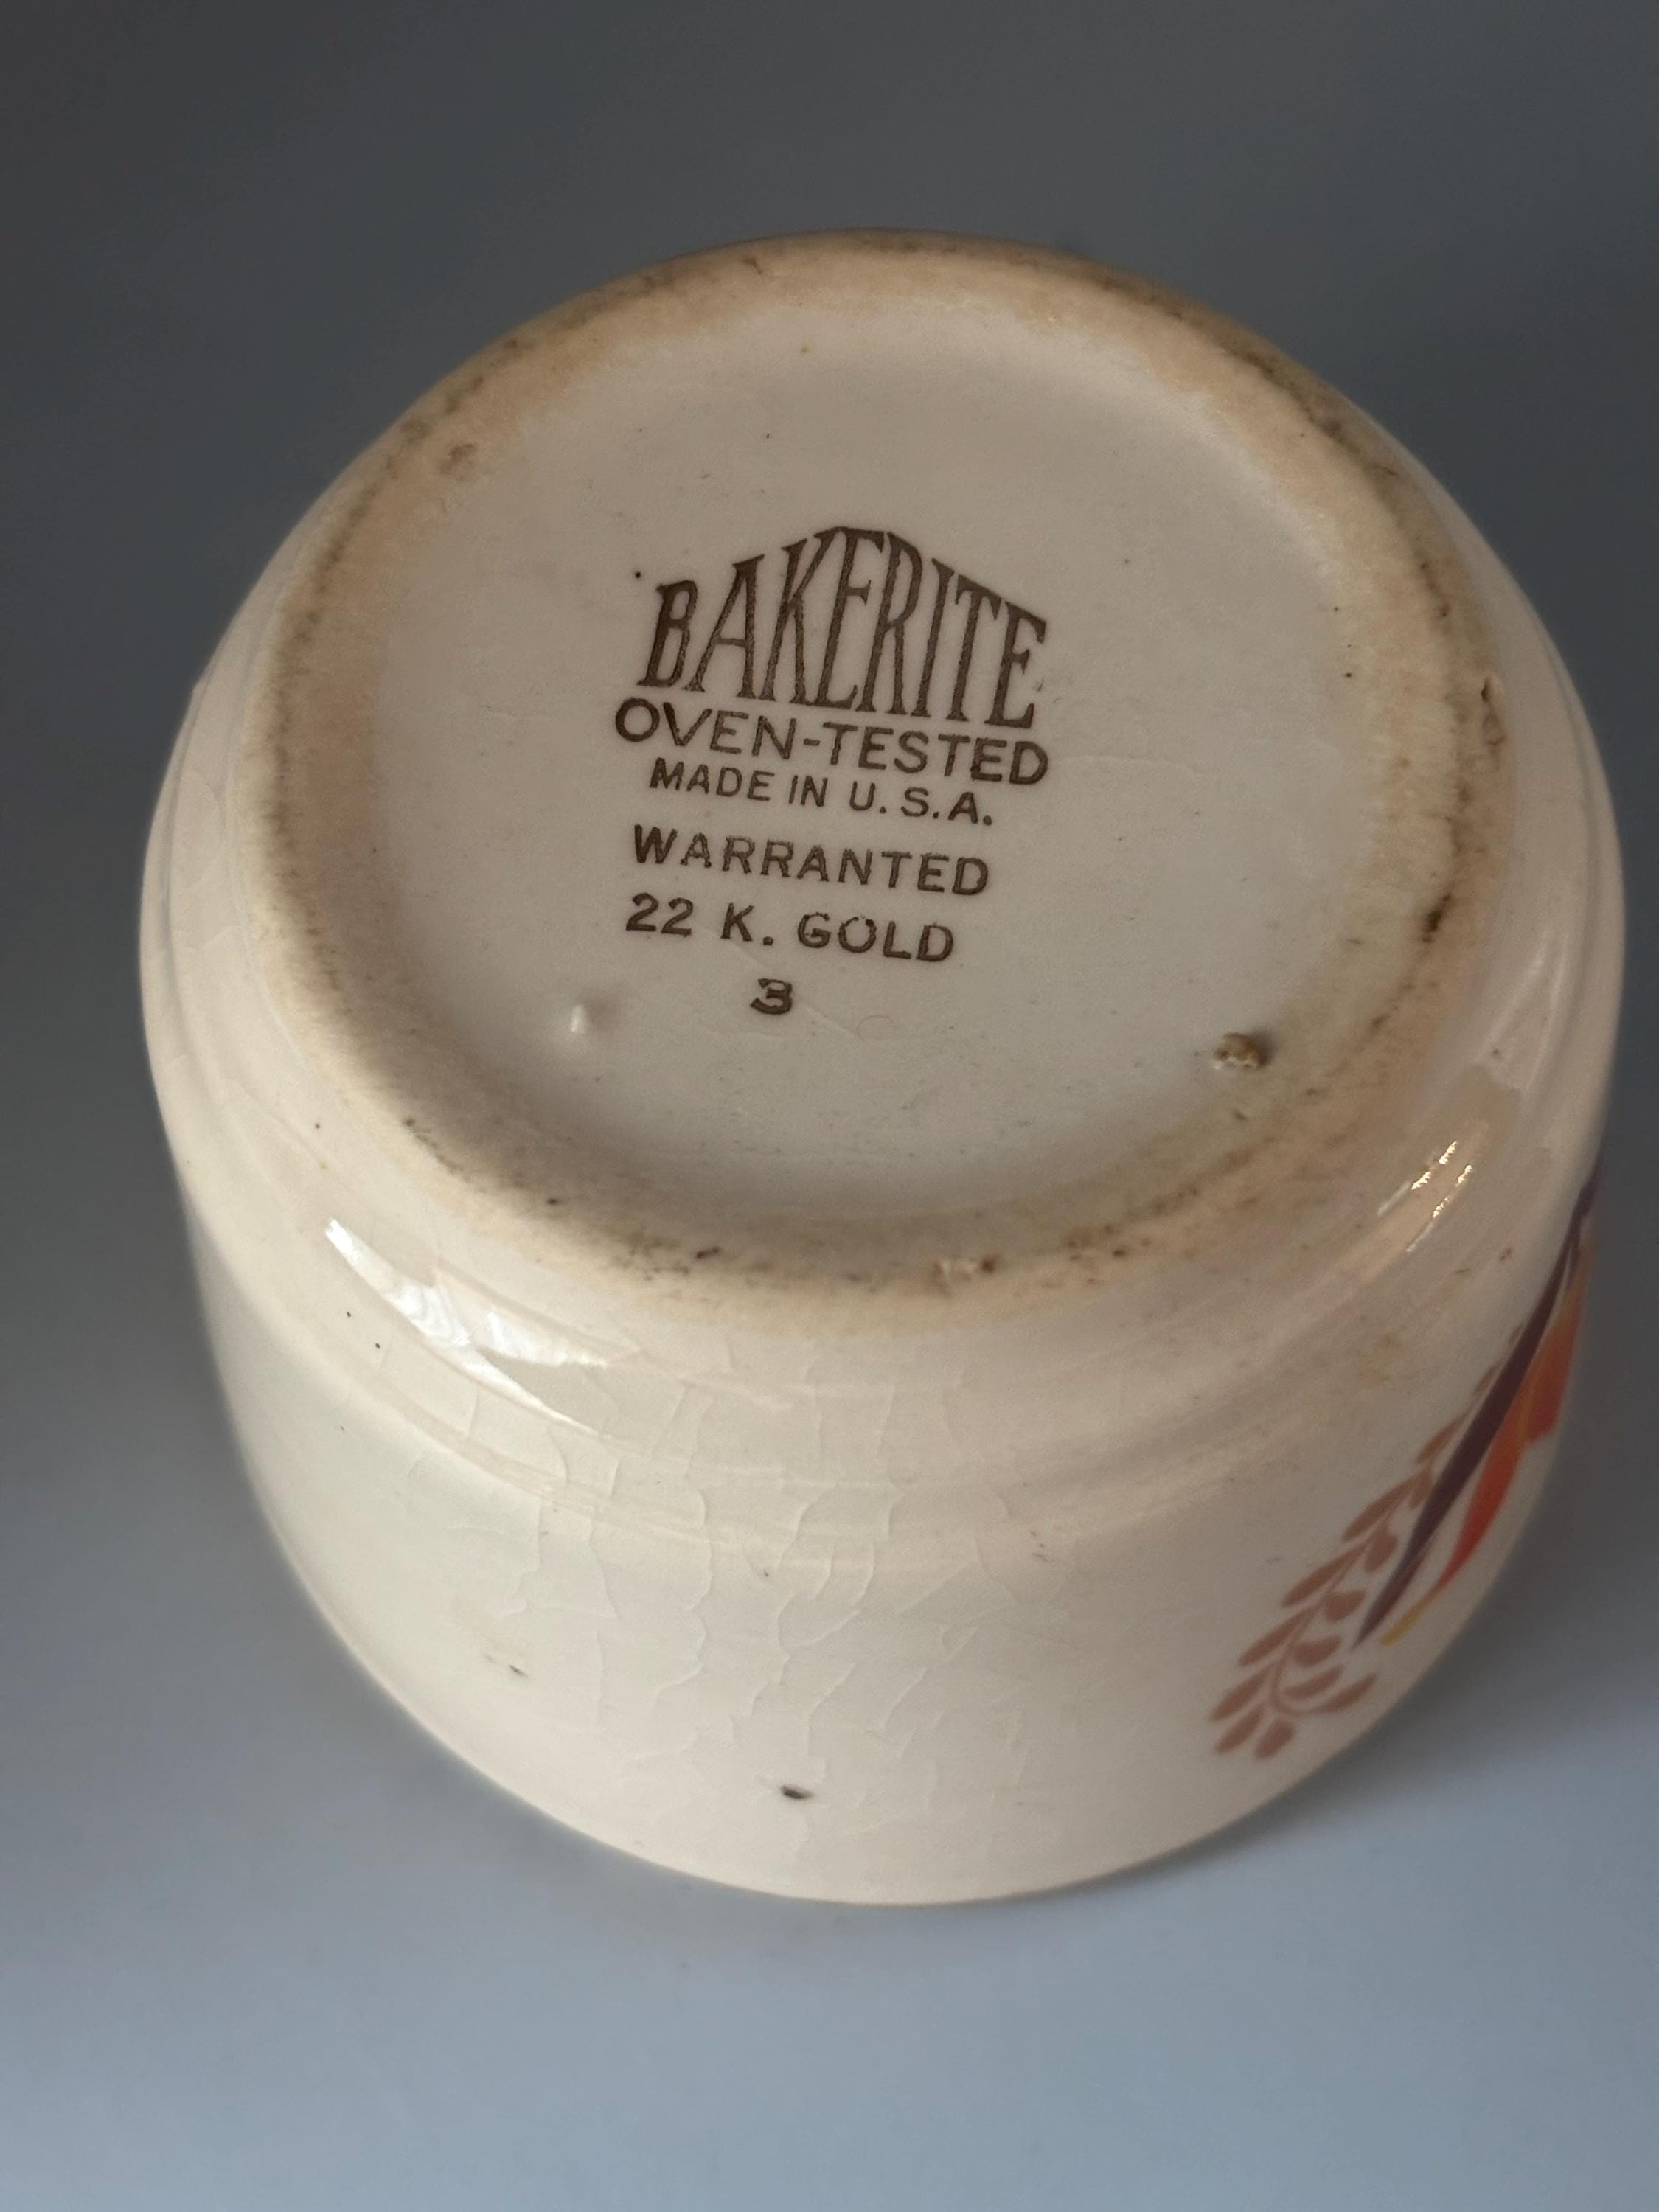 BAKERITE
OVEN-TESTED
MADE IN U.S.A.
WARRANTED
22 K. GOLD
3